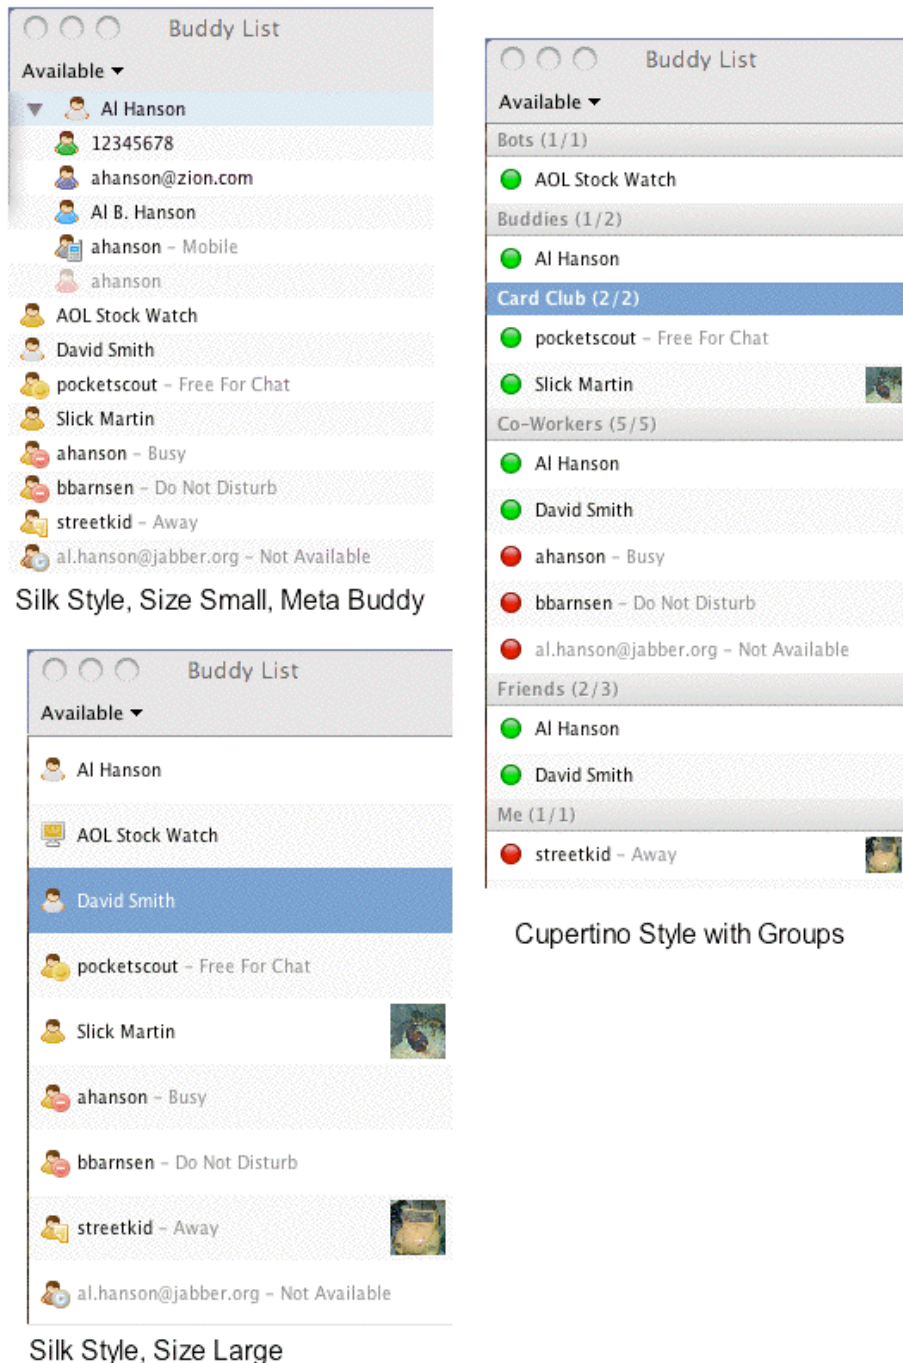 Buddy List
Available
Al Hanson
12345678
ahanson@zion.com
Al B. Hanson
ahanson – Mobile
ahanson
AOL Stock Watch
David Smith
pocketscout – Free For Chat
Slick Martin
ahanson – Busy
bbarnsen – Do Not Disturb
streetkid – Away
al.hanson@jabber.org – Not Available
Silk Style, Size Small, Meta Buddy
Buddy List
Available
Al Hanson
AOL Stock Watch
David Smith
pocketscout – Free For Chat
Slick Martin
ahanson – Busy
bbarnsen – Do Not Disturb
streetkid – Away
al.hanson@jabber.org – Not Available
Silk Style, Size Large
Buddy List
Available
Bots (1/1)
AOL Stock Watch
Buddies (1/2)
Al Hanson
Card Club (2/2)
pocketscout – Free For Chat
Slick Martin
Co-Workers (5/5)
Al Hanson
David Smith
ahanson – Busy
bbarnsen – Do Not Disturb
al.hanson@jabber.org – Not Available
Friends (2/3)
Al Hanson
David Smith
Me (1/1)
streetkid – Away
Cupertino Style with Groups